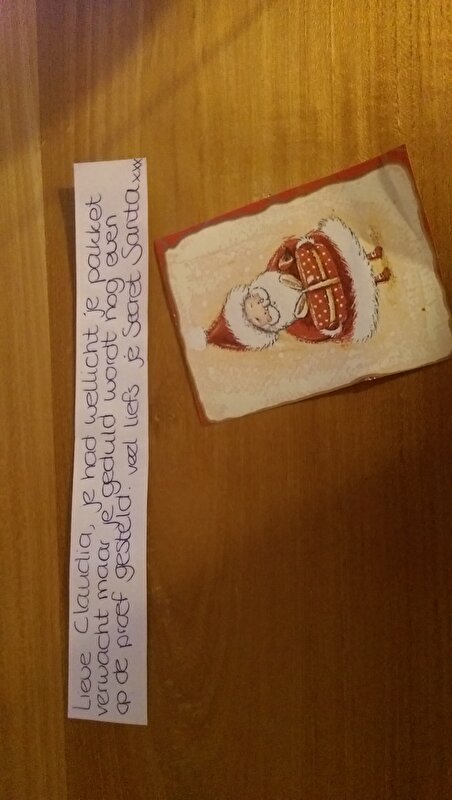 Lieve Claudia, je had wellicht je pakket
verwacht maar je geduld wordt nog even
op de proef gesteld. veel liefs je Secret Santa xxx